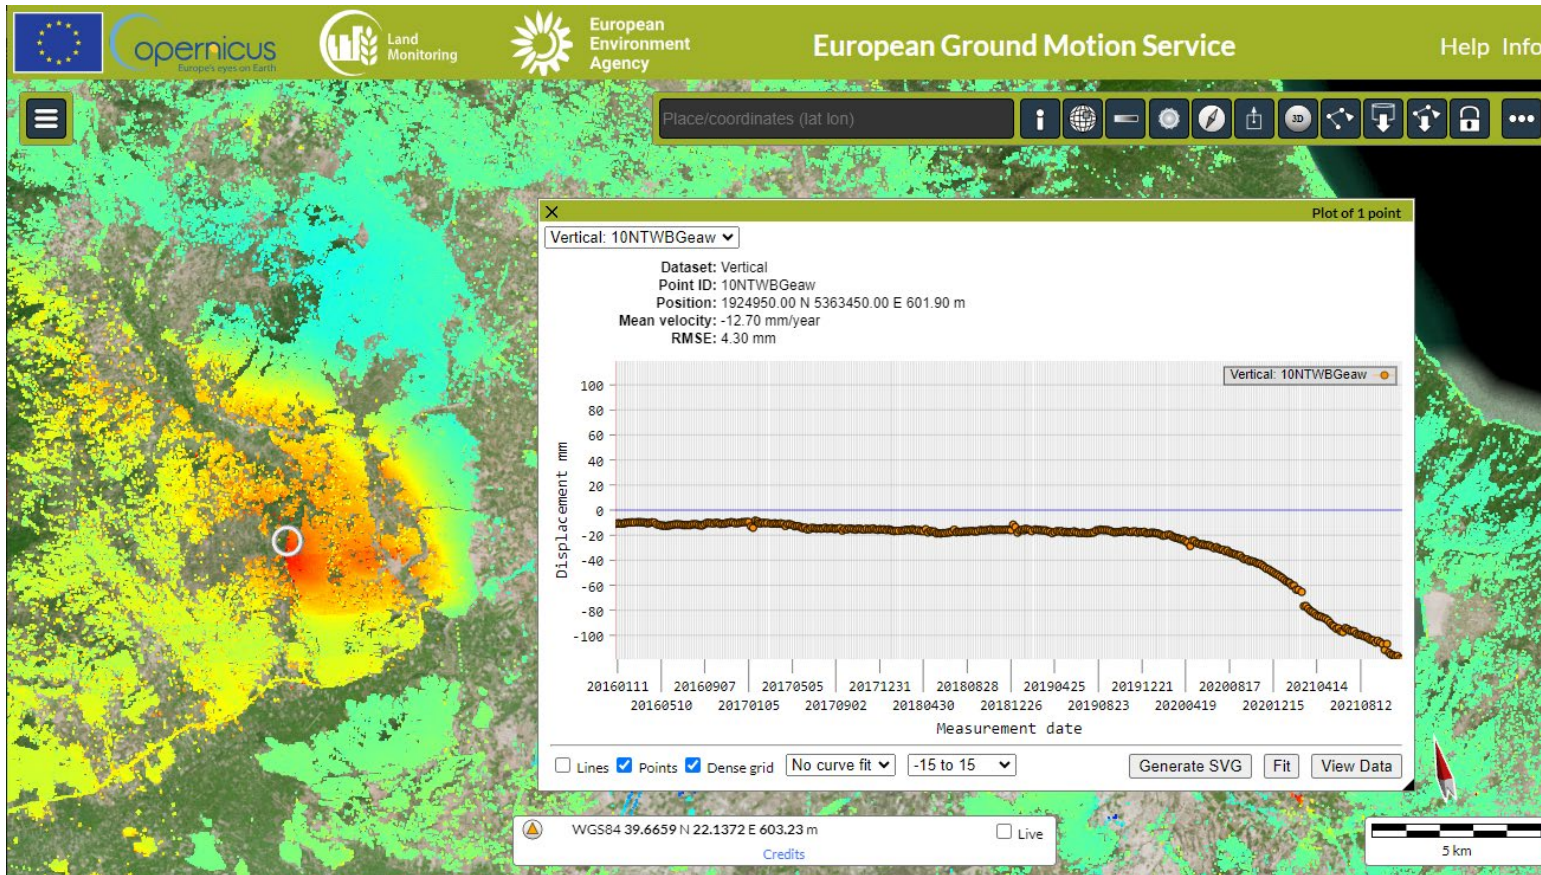 opernicus
Europe's eyes on Earth
Land
Monitoring
European
Environment
Agency
European Ground Motion Service
Help Info
Place/coordinates (lat lon)
i
3D
Plot of 1 point
Vertical: 10NTWBGeaw
Dataset: Vertical
Point ID: 10NTWBGeaw
Position: 1924950.00 N 5363450.00 E 601.90 m
Mean velocity: -12.70 mm/year
RMSE: 4.30 mm
Vertical: 10NTWBGeaw
100
80
60
40
20
0
-20
-40
-60
-80
-100
Displacement mm
20160111 20160907 20170505 20171231 20180828 20190425 20191221 20200817 20210414
20160510 20170105 20170902 20180430 20181226 20190823 20200419 20201215 20210812
Measurement date
Lines Points Dense grid No curve fit -15 to 15 Generate SVG Fit View Data
WGS84 39.6659 N 22.1372 E 603.23 m Live
Credits
5 km